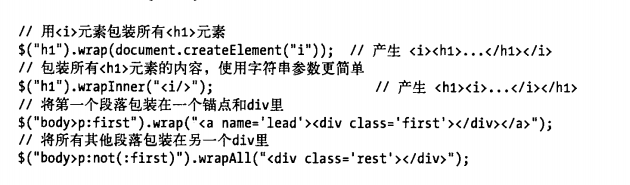 // 用<i>元素包装所有<h1>元素
$("h1").wrap(document.createElement("i"));  // 产生 <i><h1>...</h1></i>
// 包装所有<h1>元素的内容，使用字符串参数更简单
$("h1").wrapInner("<i/>");                  // 产生 <h1><i>...</i></h1>
// 将第一个段落包装在一个锚点和div里
$("body>p:first").wrap("<a name='lead'><div class='first'></div></a>");
// 将所有其他段落包装在另一个div里
$("body>p:not(:first)").wrapAll("<div class='rest'></div>");